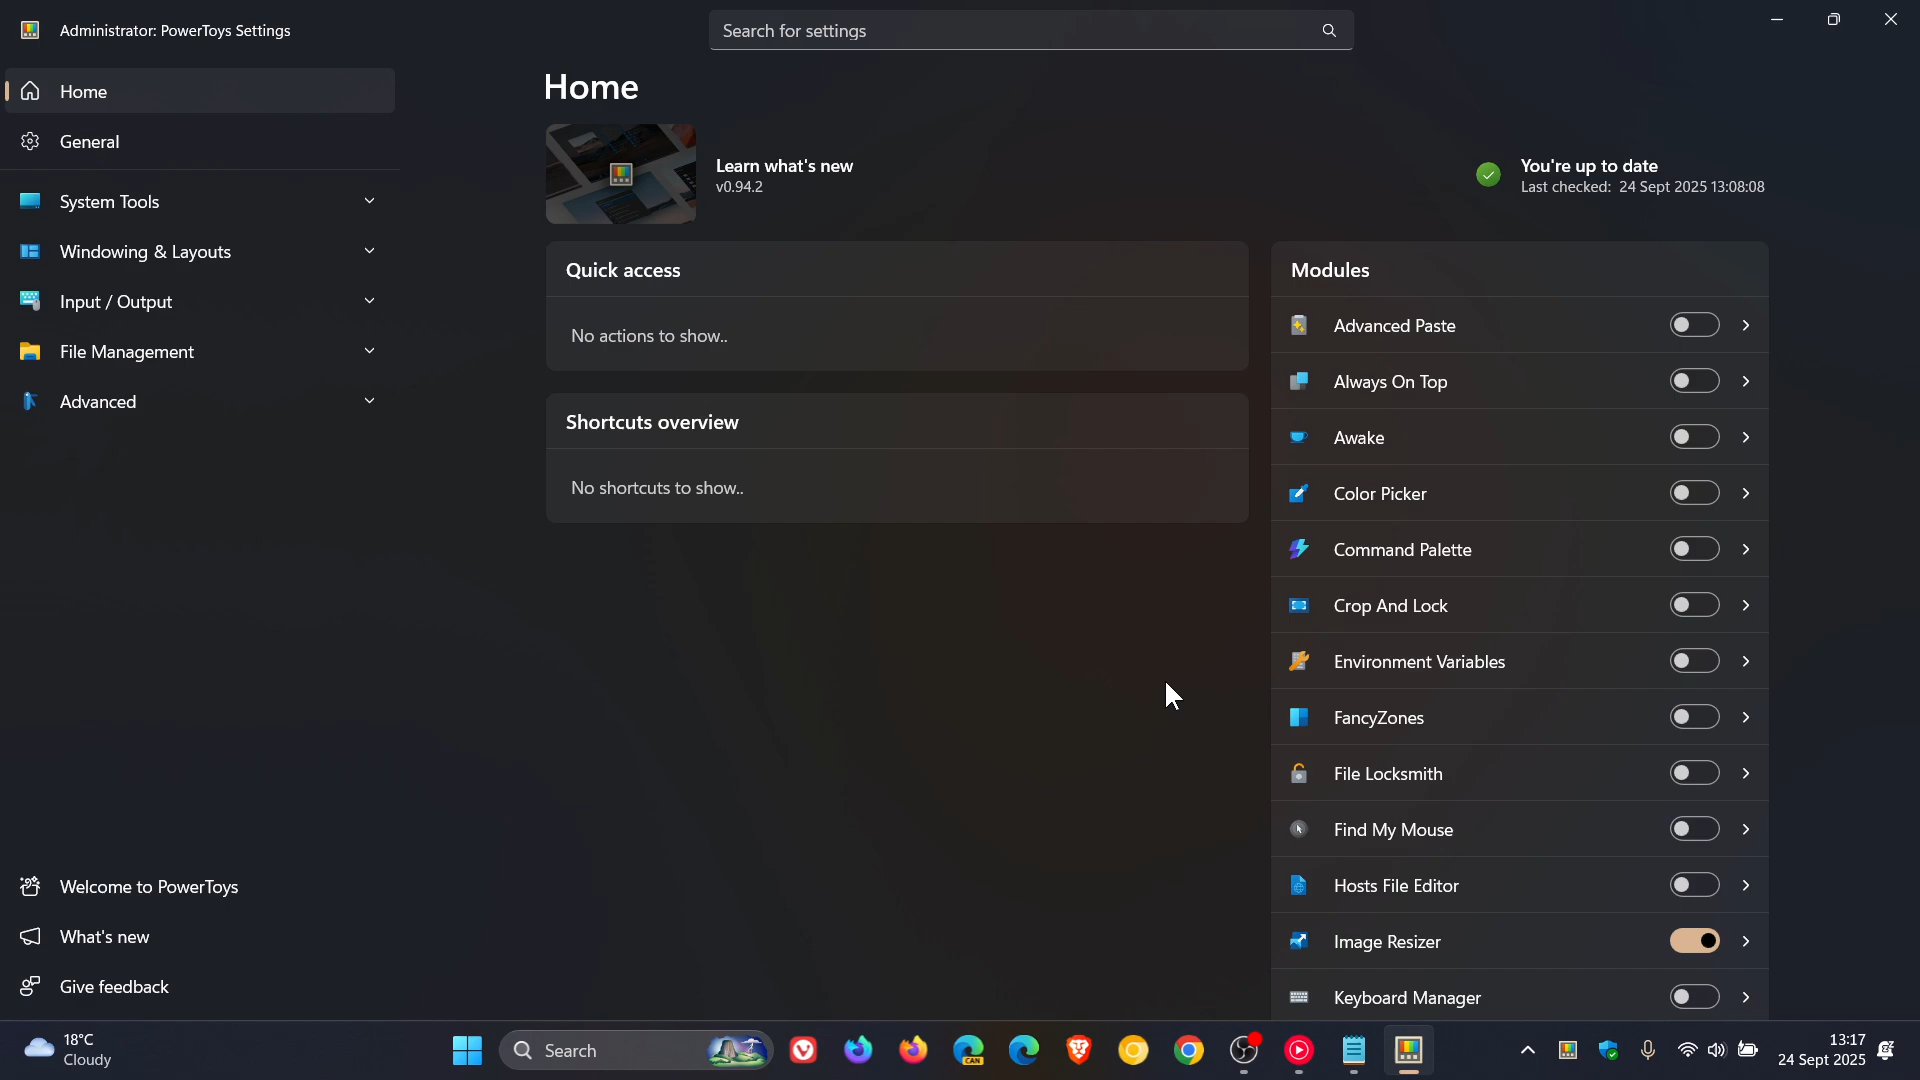 Administrator: PowerToys Settings
Search for settings
Home
General
System Tools
Windowing & Layouts
Input / Output
File Management
Advanced
Welcome to PowerToys
What's new
Give feedback
Home
Learn what's new
v0.94.2
You're up to date
Last checked: 24 Sept 2025 13:08:08
Quick access
No actions to show..
Shortcuts overview
No shortcuts to show..
Modules
Advanced Paste
Always On Top
Awake
Color Picker
Command Palette
Crop And Lock
Environment Variables
FancyZones
File Locksmith
Find My Mouse
Hosts File Editor
Image Resizer
Keyboard Manager
18°C
Cloudy
Search
CAN
13:17
24 Sept 2025